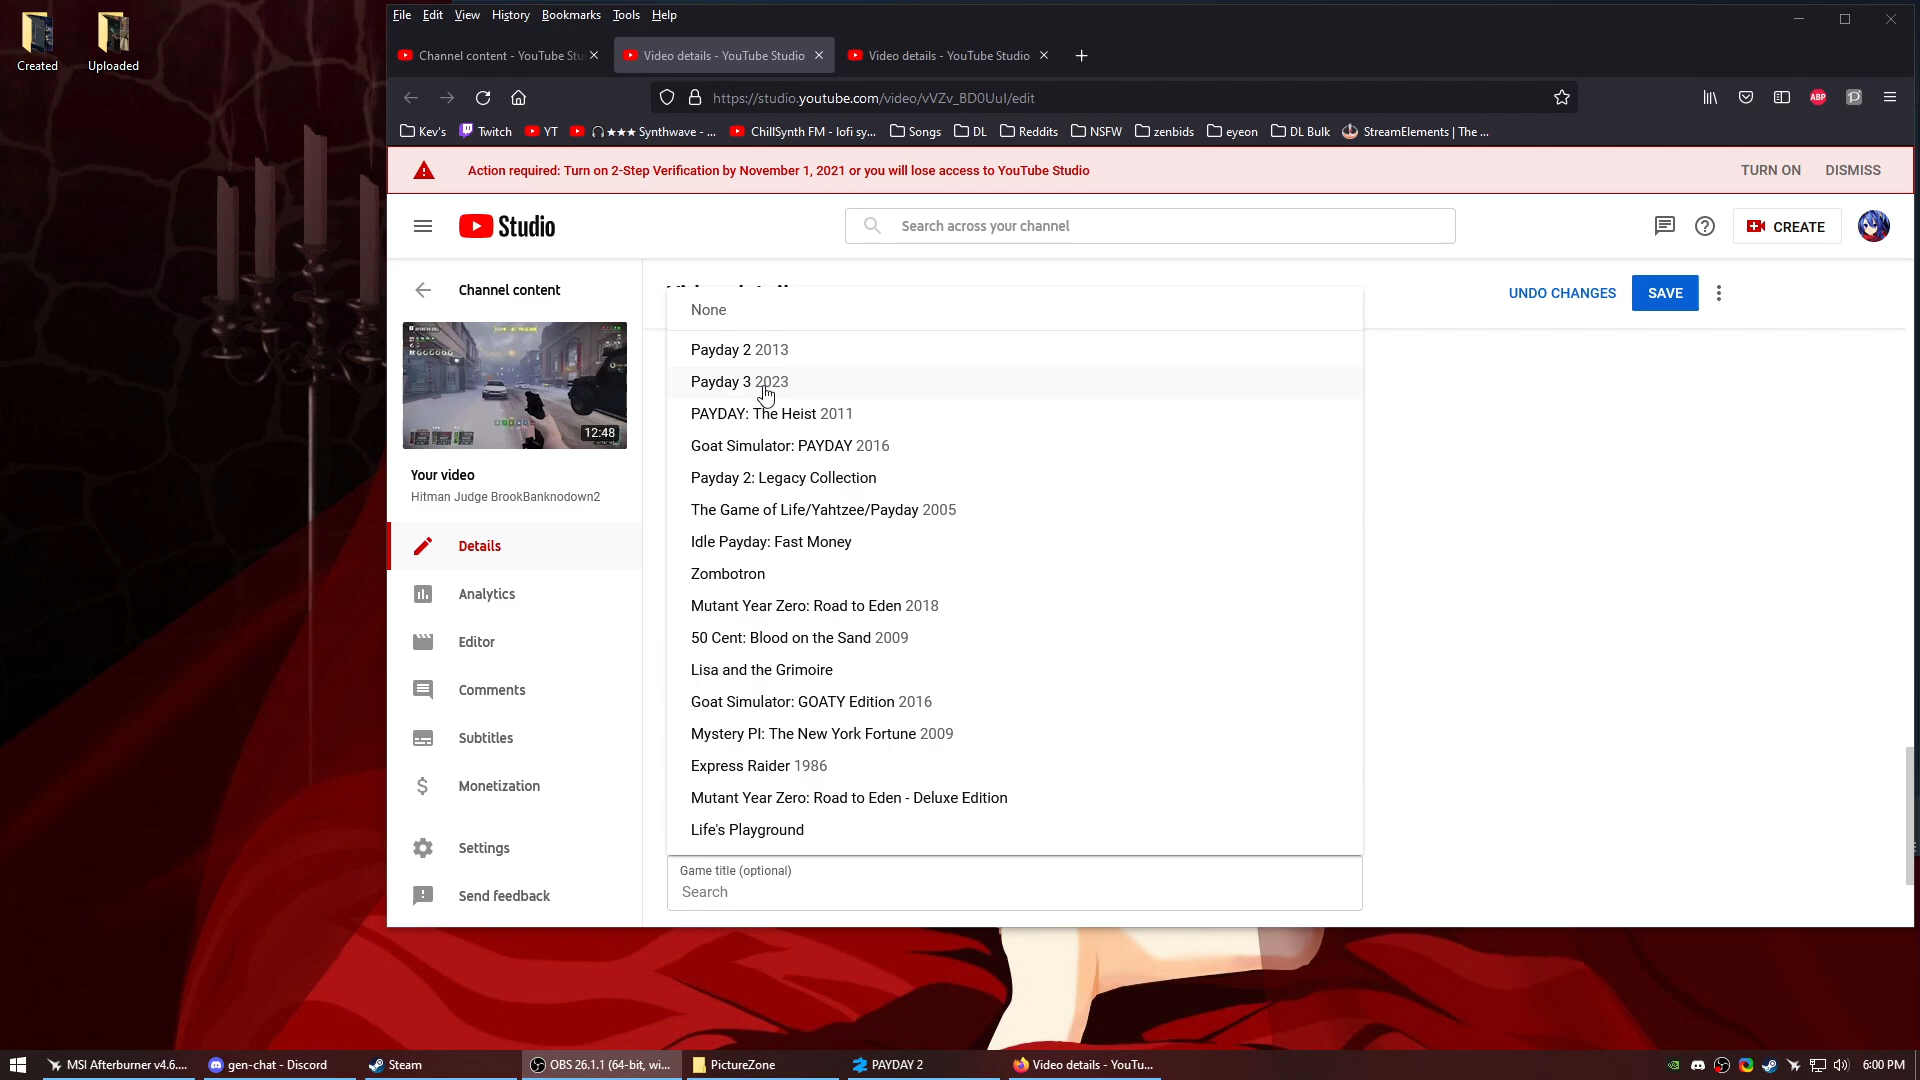 Created
Uploaded
File Edit View History Bookmarks Tools Help
Channel content - YouTube Stu
Video details - YouTube Studio
Video details - YouTube Studio
https://studio.youtube.com/video/vVZv_BD0UuI/edit
ABP
Kev's
Twitch
YT
★★★ Synthwave - ...
ChillSynth FM - lofi sy...
Songs
DL
Reddits
NSFW
zenbids
eyeon
DL Bulk
StreamElements | The ...
Action required: Turn on 2-Step Verification by November 1, 2021 or you will lose access to YouTube Studio
TURN ON
DISMISS
Studio
Search across your channel
CREATE
Channel content
UNDO CHANGES
SAVE
12:48
Your video
Hitman Judge BrookBanknodown2
Details
Analytics
Editor
Comments
Subtitles
Monetization
Settings
Send feedback
None
Payday 2 2013
Payday 3 2023
PAYDAY: The Heist 2011
Goat Simulator: PAYDAY 2016
Payday 2: Legacy Collection
The Game of Life/Yahtzee/Payday 2005
Idle Payday: Fast Money
Zombotron
Mutant Year Zero: Road to Eden 2018
50 Cent: Blood on the Sand 2009
Lisa and the Grimoire
Goat Simulator: GOATY Edition 2016
Mystery PI: The New York Fortune 2009
Express Raider 1986
Mutant Year Zero: Road to Eden - Deluxe Edition
Life's Playground
Game title (optional)
Search
MSI Afterburner v4.6....
gen-chat - Discord
Steam
OBS 26.1.1 (64-bit, wi...
PictureZone
PAYDAY 2
Video details - YouTu...
6:00 PM